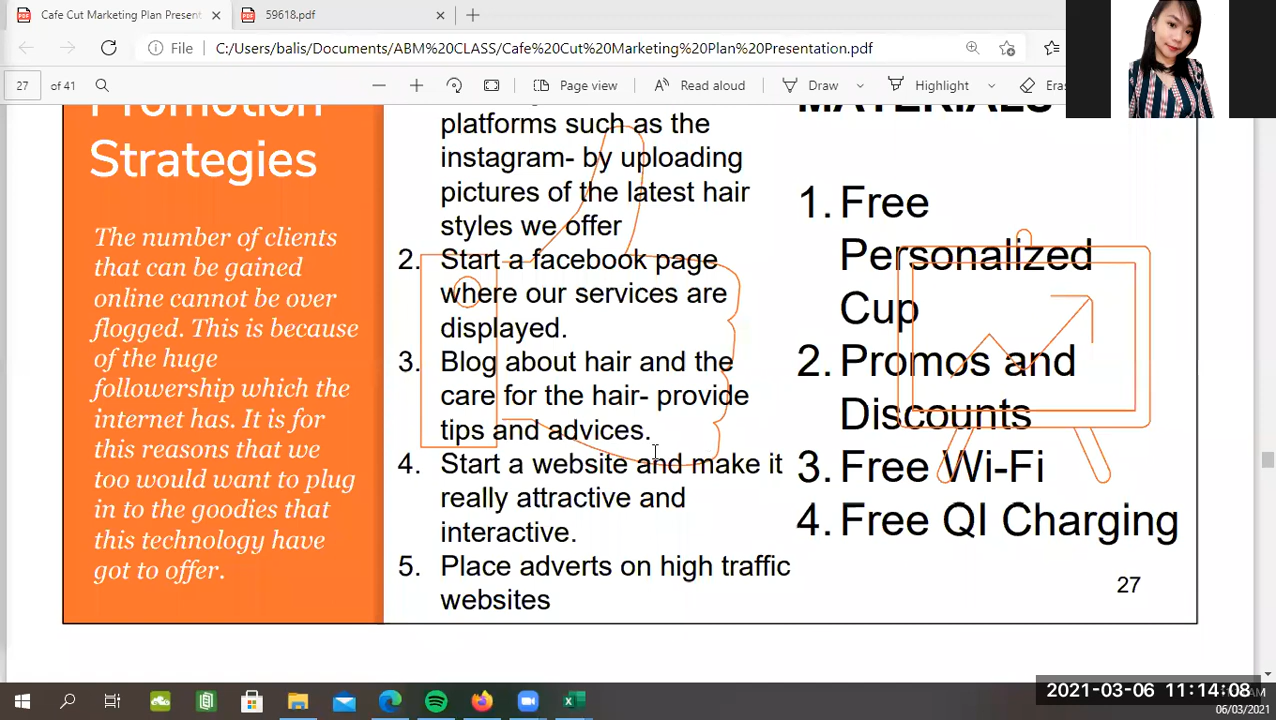 Cafe Cut Marketing Plan Present
59618.pdf
File
C:/Users/balis/Documents/ABM%20CLASS/Cafe%20Cut%20Marketing%20Plan%20Presentation.pdf
27 of 41
Page view
Read aloud
Draw
Highlight
Promotion
Strategies
The number of clients
that can be gained
online cannot be over
flogged. This is because
of the huge
followership which the
internet has. It is for
this reasons that we
too would want to plug
in to the goodies that
this technology have
got to offer.
platforms such as the
instagram- by uploading
pictures of the latest hair
styles we offer
2. Start a facebook page
where our services are
displayed.
3. Blog about hair and the
care for the hair- provide
tips and advices.
4. Start a website and make it
really attractive and
interactive.
5. Place adverts on high traffic
websites
MATERIALS
1. Free
Personalized
Cup
2. Promos and
Discounts
3. Free Wi-Fi
4. Free QI Charging
27
2021-03-06 11:14:08
06/03/2021